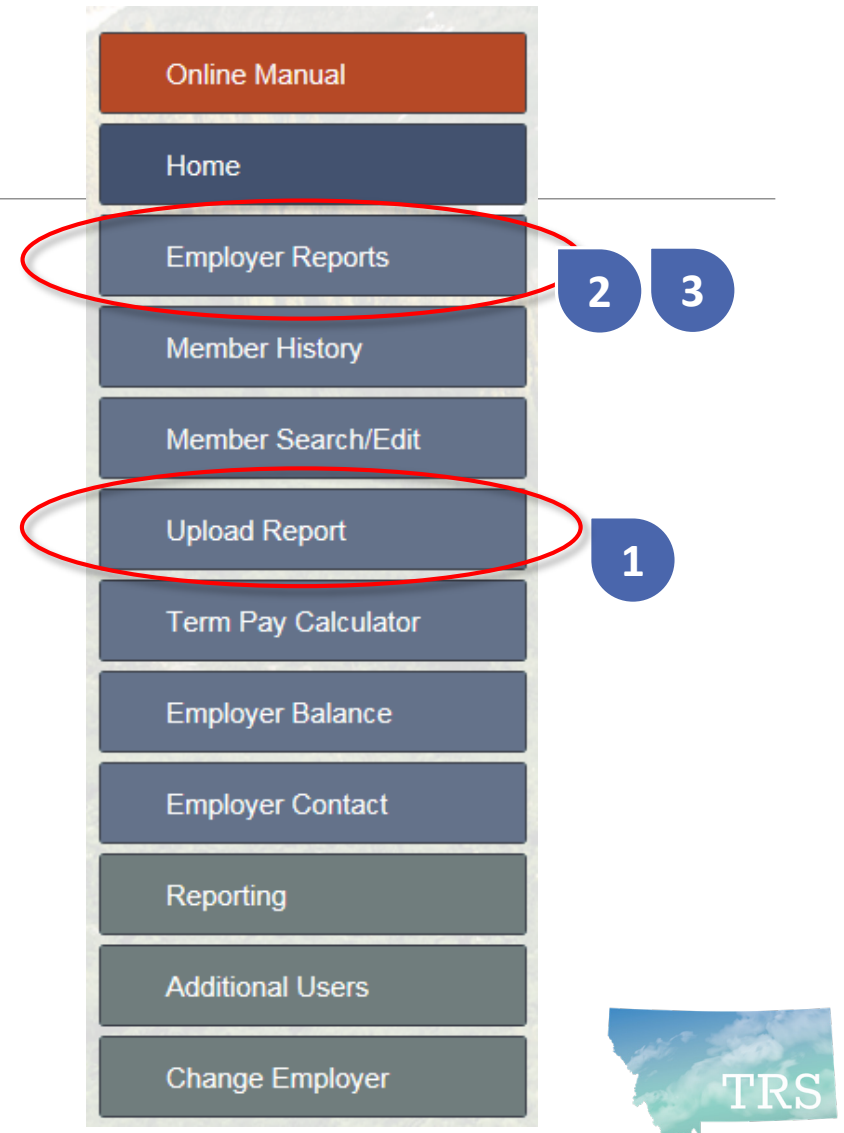 Online Manual
Home
Employer Reports
2 3
Member History
Member Search/Edit
Upload Report
1
Term Pay Calculator
Employer Balance
Employer Contact
Reporting
Additional Users
Change Employer
TRS